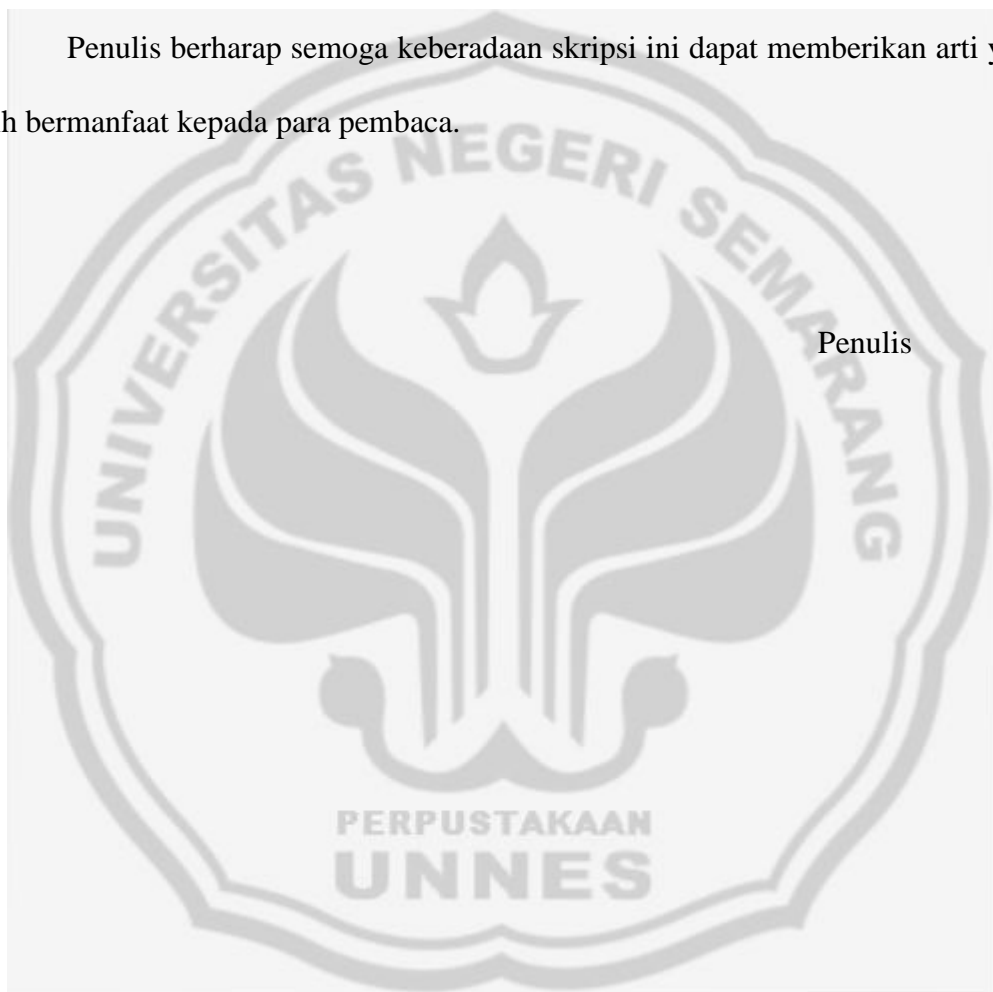 Penulis berharap semoga keberadaan skripsi ini dapat memberikan arti
bermanfaat kepada para pembaca.
UNIVERSITAS NEGERI SEMARANG
Penulis
PERPUSTAKAAN
UNNES